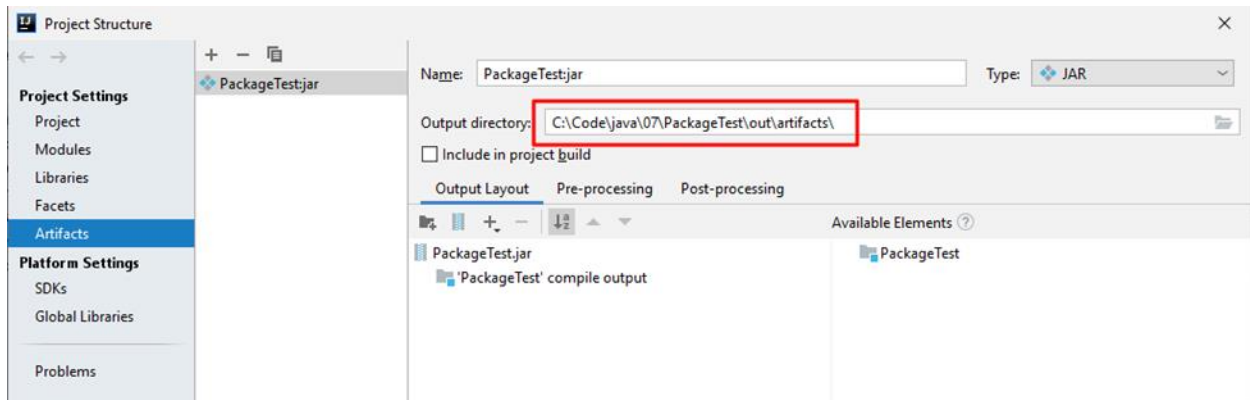 Project Structure
Project Settings
Project
Modules
Libraries
Facets
Artifacts
Platform Settings
SDKs
Global Libraries
Problems
PackageTest:jar
Name: PackageTest:jar Type: JAR
Output directory: C:\Code\java\07\PackageTest\out\artifacts\
Include in project build
Output Layout Pre-processing Post-processing
Available Elements ?
PackageTest.jar PackageTest
'PackageTest' compile output